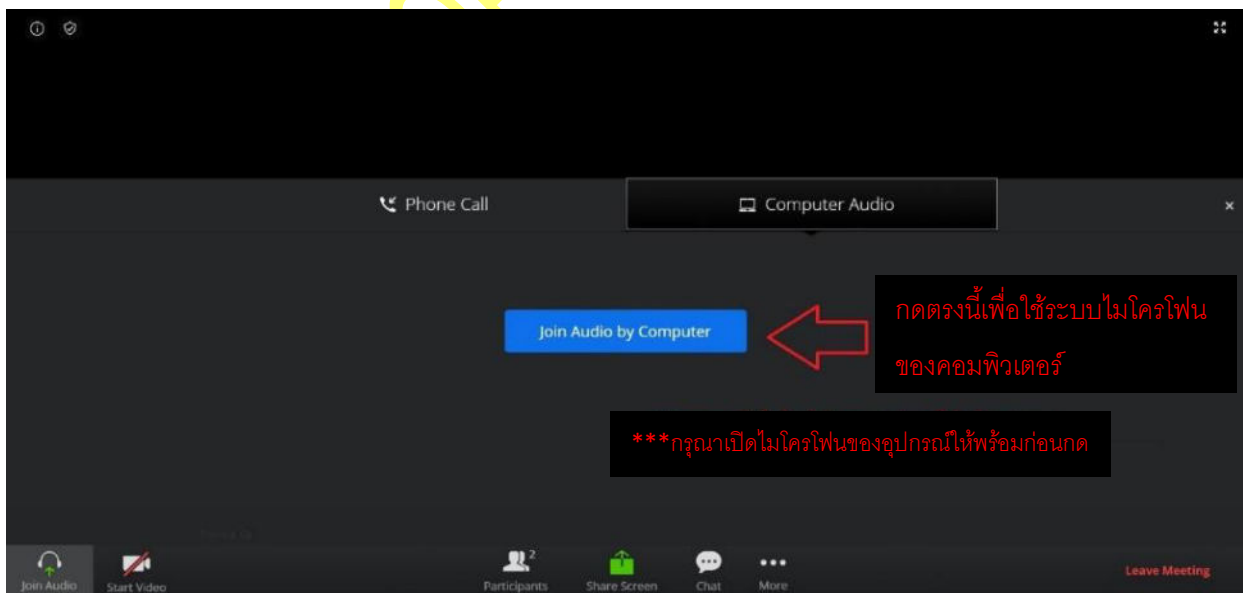 Phone Call
Computer Audio
Join Audio by Computer
กดตรงนี้เพื่อใช้ระบบไมโครโฟน
ของคอมพิวเตอร์
***กรุณาเปิดไมโครโฟนของอุปกรณ์ให้พร้อมก่อนกด
2
Join Audio
Start Video
Participants
Share Screen
Chat
More
Leave Meeting